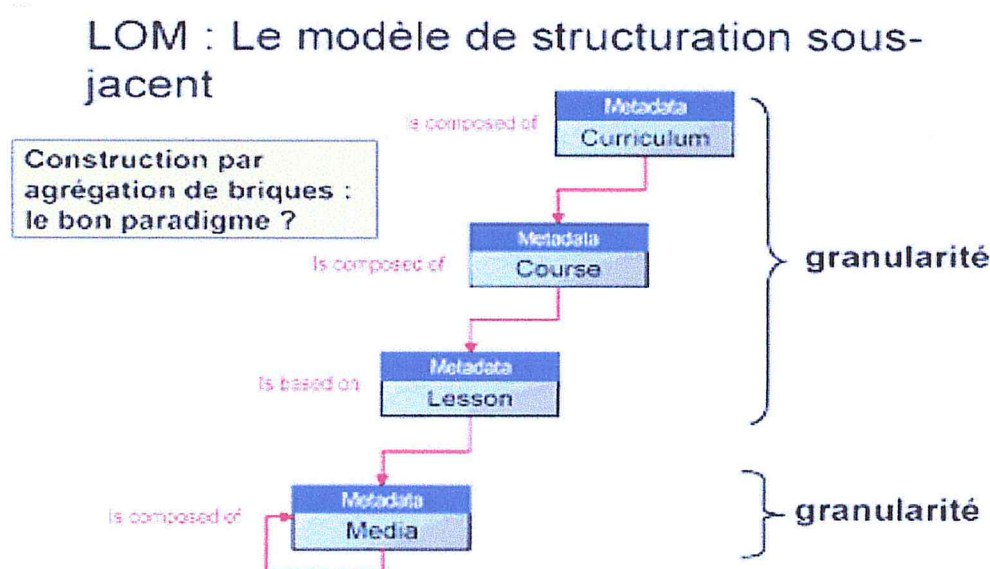 LOM : Le modèle de structuration sous-
jacent
Metadata
Is composed of
Curriculum
Construction par
agrégation de briques :
le bon paradigme ?
Metadata
Is composed of
Course
granularité
Metadata
Is based on
Lesson
Metadata
Is composed of
Media
granularité